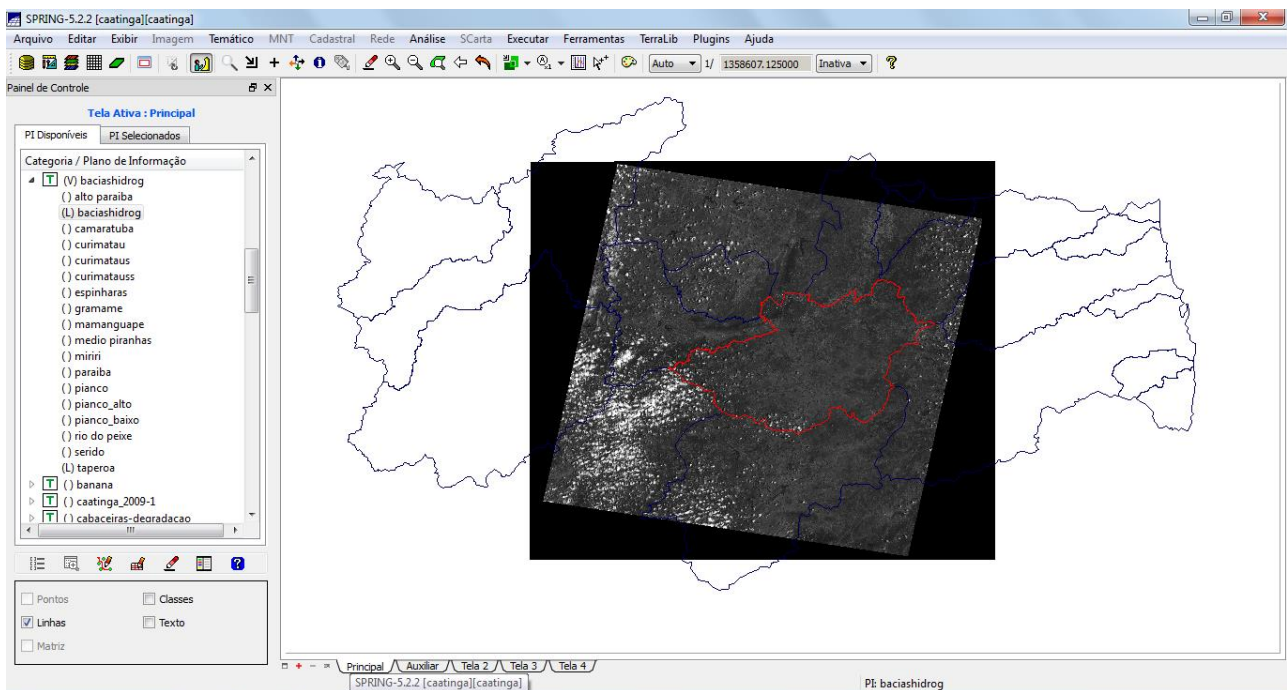 SPRING-5.2.2 [caatinga][caatinga]
Arquivo Editar Exibir Imagem Temático MNT Cadastral Rede Análise SCarta Executar Ferramentas TerraLib Plugins Ajuda
Auto 1/ 1358607.125000 Inativa
Painel de Controle
Tela Ativa : Principal
PI Disponíveis PI Selecionados
Categoria / Plano de Informação
T (V) baciashidrog
( ) alto paraiba
(L) baciashidrog
( ) camaratuba
( ) curimatau
( ) curimataus
( ) curimatauss
( ) espinharas
( ) gramame
( ) mamanguape
( ) medio piranhas
( ) miriri
( ) paraiba
( ) pianco
( ) pianco_alto
( ) pianco_baixo
( ) rio do peixe
( ) serido
(L) taperoa
T ( ) banana
T ( ) caatinga_2009-1
T ( ) cabaceiras-degradacao
Pontos Classes
Linhas Texto
Matriz
Principal Auxiliar Tela 2 Tela 3 Tela 4
SPRING-5.2.2 [caatinga][caatinga]
PI: baciashidrog